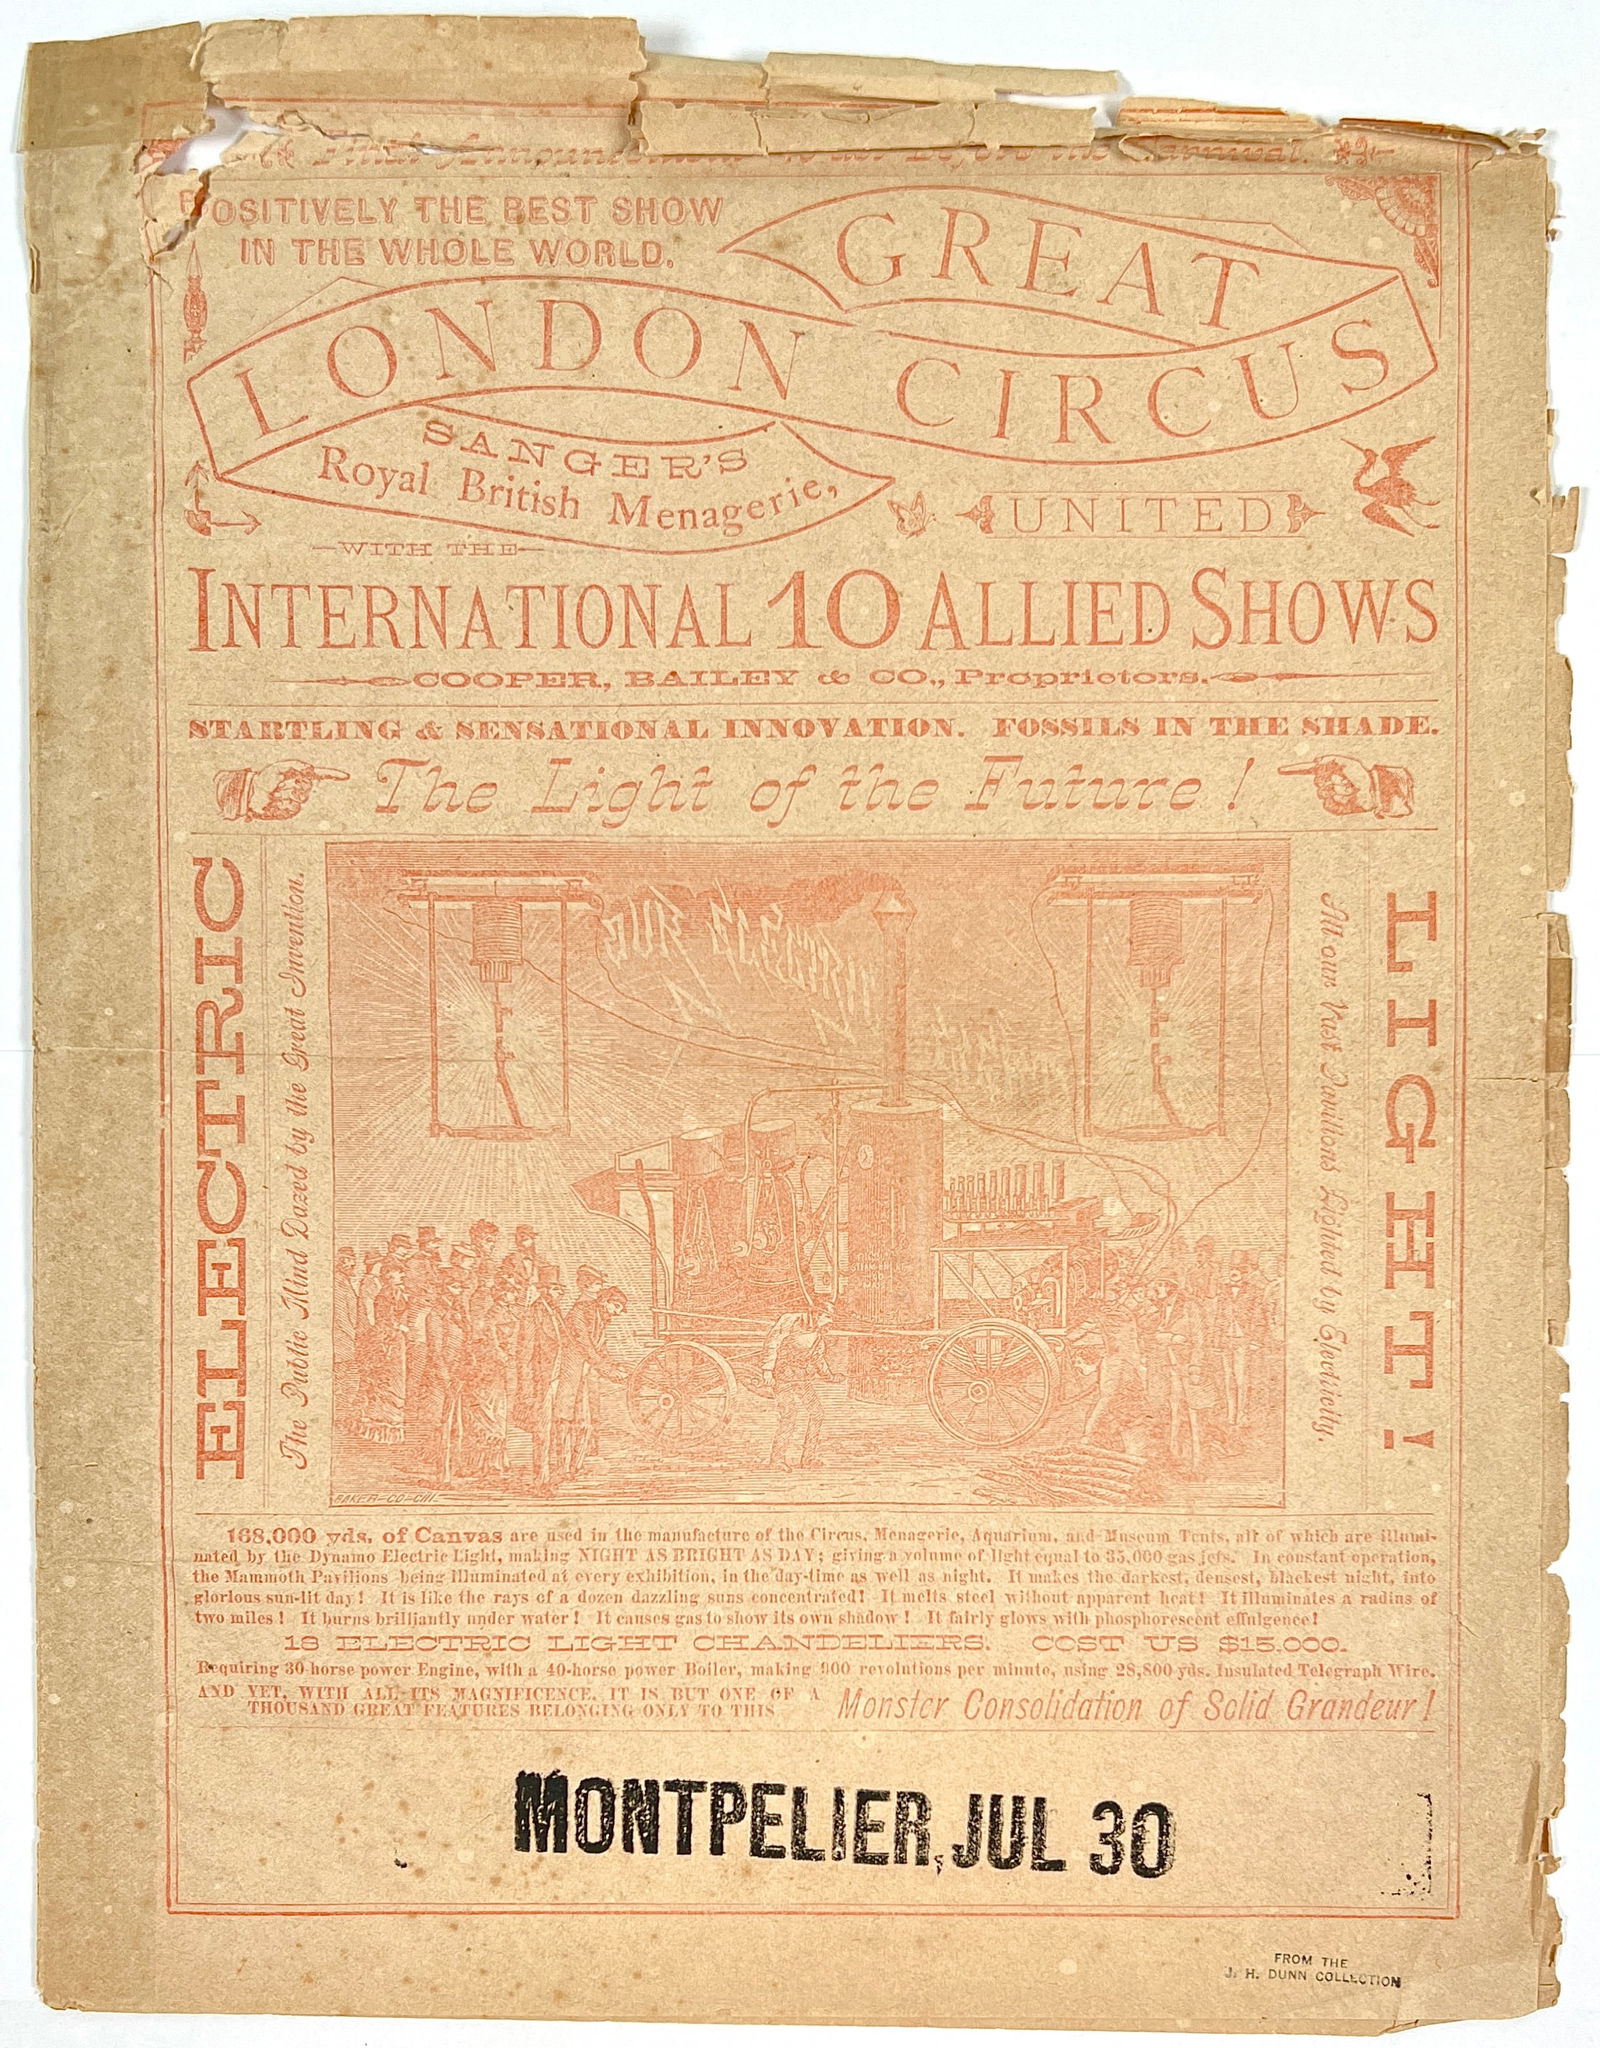 Final Announcement
Before the Carnival.
POSITIVELY THE BEST SHOW
IN THE WHOLE WORLD.
GREAT
LONDON CIRCUS
SANGER'S
Royal British Menagerie,
UNITED
—WITH THE—
INTERNATIONAL 10 ALLIED SHOWS
COOPER, BAILEY & CO., Proprietors.
STARTLING & SENSATIONAL INNOVATION. FOSSILS IN THE SHADE.
The Light of the Future!
ELECTRIC
The Public Mind Dazed by the Great Invention.
All our Vast Pavillions Lighted by Electricity.
LIGHT!
BAKER-CO-CHI-
168,000 yds. of Canvas are used in the manufacture of the Circus, Menagerie, Aquarium, and Museum Tents, all of which are illumi-
nated by the Dynamo Electric Light, making NIGHT AS BRIGHT AS DAY; giving a volume of light equal to 35,000 gas jets. In constant operation,
the Mammoth Pavilions being illuminated at every exhibition, in the day-time as well as night. It makes the darkest, densest, blackest night, into
glorious sun-lit day! It is like the rays of a dozen dazzling suns concentrated! It melts steel without apparent heat! It illuminates a radius of
two miles! It burns brilliantly under water! It causes gas to show its own shadow! It fairly glows with phosphorescent effulgence!
18 ELECTRIC LIGHT CHANDELIERS. COST US $15,000.
Requiring 30-horse power Engine, with a 40-horse power Boiler, making 900 revolutions per minute, using 28,800 yds. Insulated Telegraph Wire.
AND YET, WITH ALL ITS MAGNIFICENCE, IT IS BUT ONE OF A
THOUSAND GREAT FEATURES BELONGING ONLY TO THIS
Monster Consolidation of Solid Grandeur!
MONTPELIER, JUL 30
FROM THE
J. H. DUNN COLLECTION